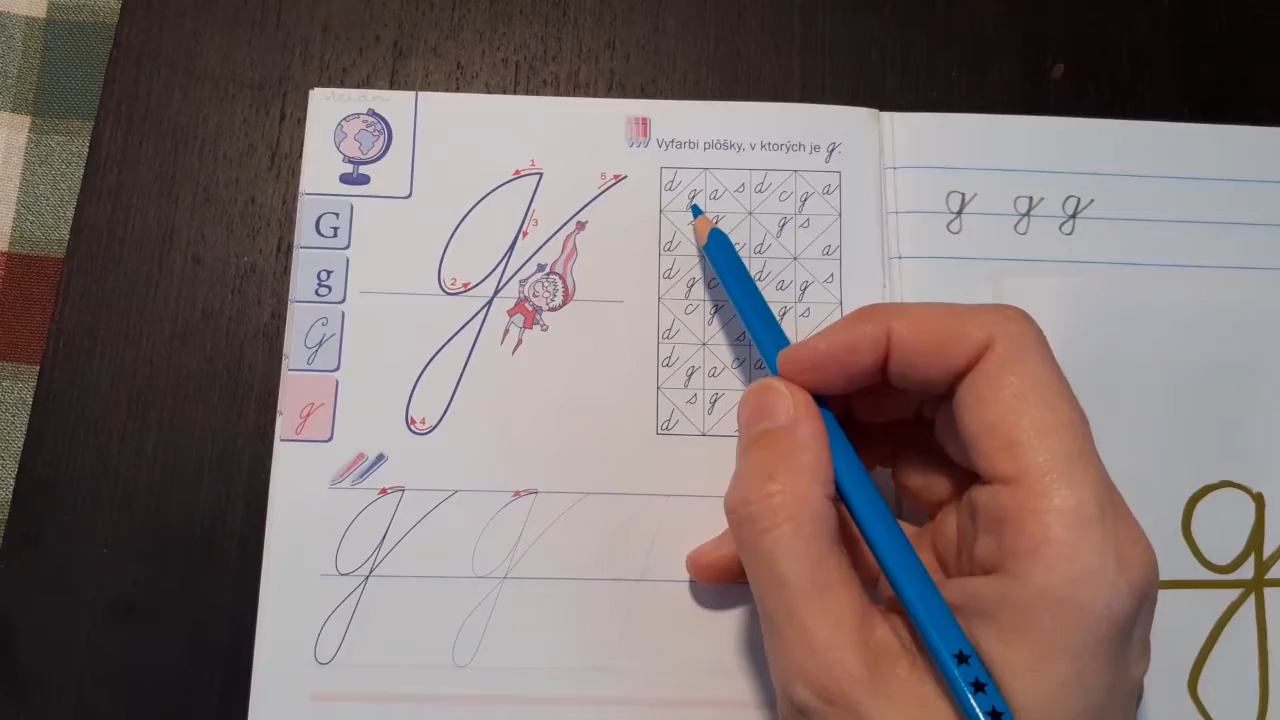 Vyfarbi plôšky, v ktorých je g.
1
5
3
2
4
G
g
G
g
d g a s d c g a
s g g s
d c d a
d g c d a g s
c g g s
d s
d g a c a
s g
d s
g g g
g g
g